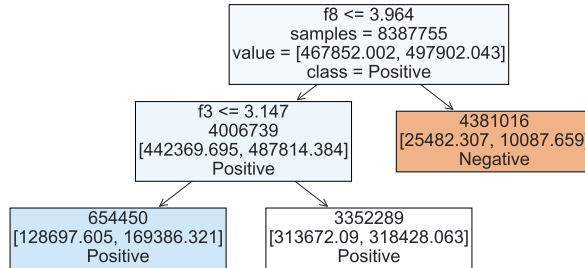 f8 <= 3.964
samples = 8387755
value = [467852.002, 497902.043]
class = Positive
f3 <= 3.147
4006739
[442369.695, 487814.384]
Positive
4381016
[25482.307, 10087.659]
Negative
654450
[128697.605, 169386.321]
Positive
3352289
[313672.09, 318428.063]
Positive